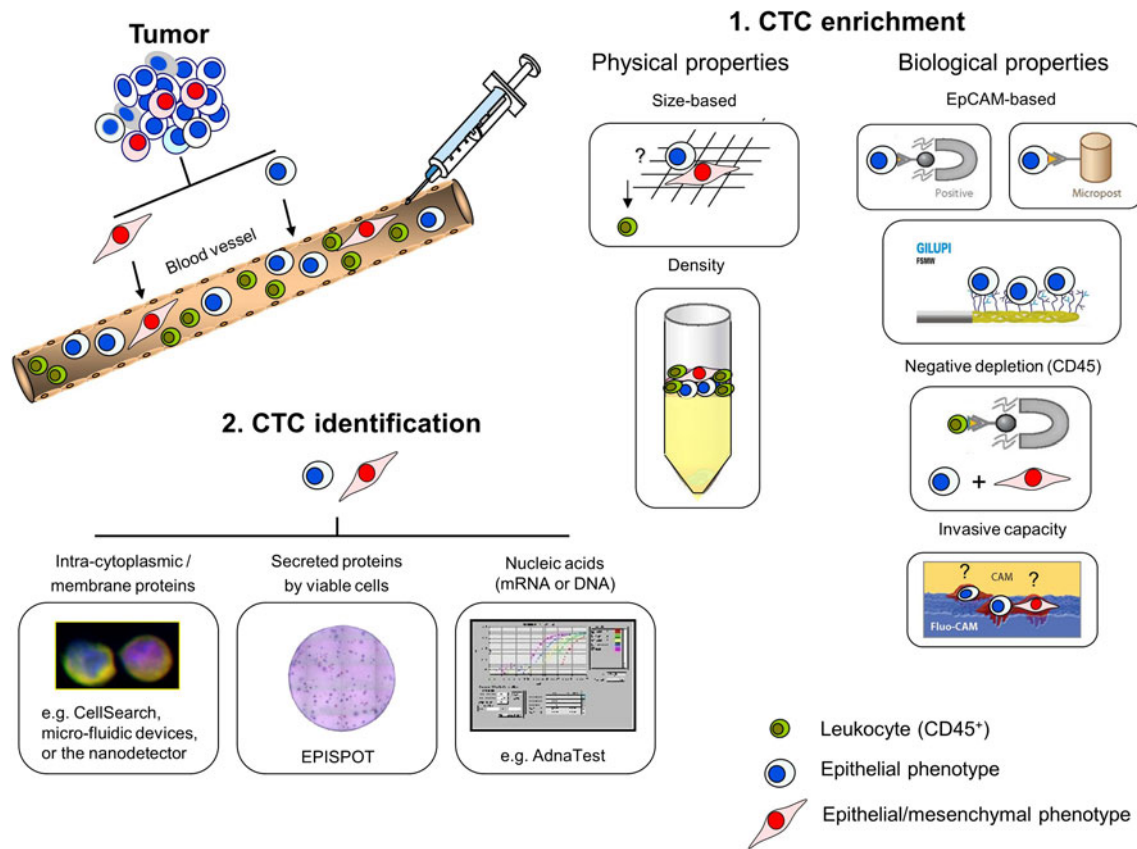 1. CTC enrichment
Tumor
Blood vessel
Physical properties
Size-based
?
Density
Biological properties
EpCAM-based
Positive
Micropost
GILUPI
FSMW
Negative depletion (CD45)
+
Invasive capacity
? CAM ?
Fluo-CAM
2. CTC identification
Intra-cytoplasmic /
membrane proteins
e.g. CellSearch,
micro-fluidic devices,
or the nanodetector
Secreted proteins
by viable cells
EPISPOT
Nucleic acids
(mRNA or DNA)
e.g. AdnaTest
Leukocyte (CD45⁺)
Epithelial phenotype
Epithelial/mesenchymal phenotype